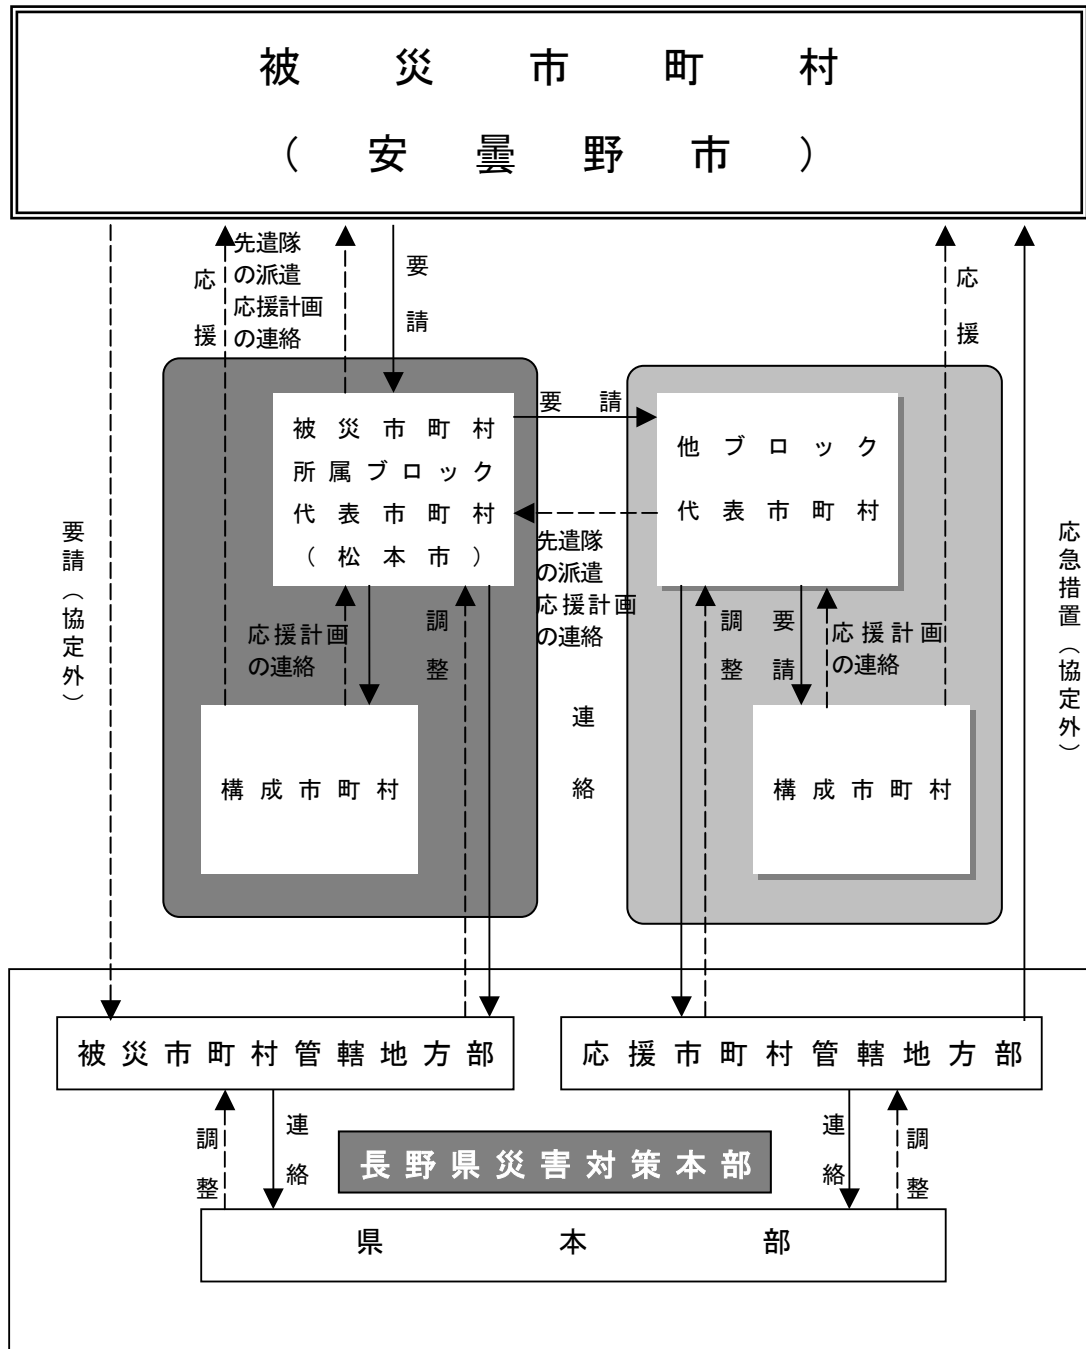 被災市町村
（安曇野市）
先遣隊
の派遣
応援計画
の連絡
応援
要請
応援
被災市町村
所属ブロック
代表市町村
（松本市）
要請
他ブロック
代表市町村
先遣隊
の派遣
応援計画
の連絡
要請（協定外）
応急措置（協定外）
応援計画
の連絡
調整
調整
要請
応援計画
の連絡
構成市町村
連絡
構成市町村
被災市町村管轄地方部
応援市町村管轄地方部
調整
連絡
長野県災害対策本部
連絡
調整
県本部